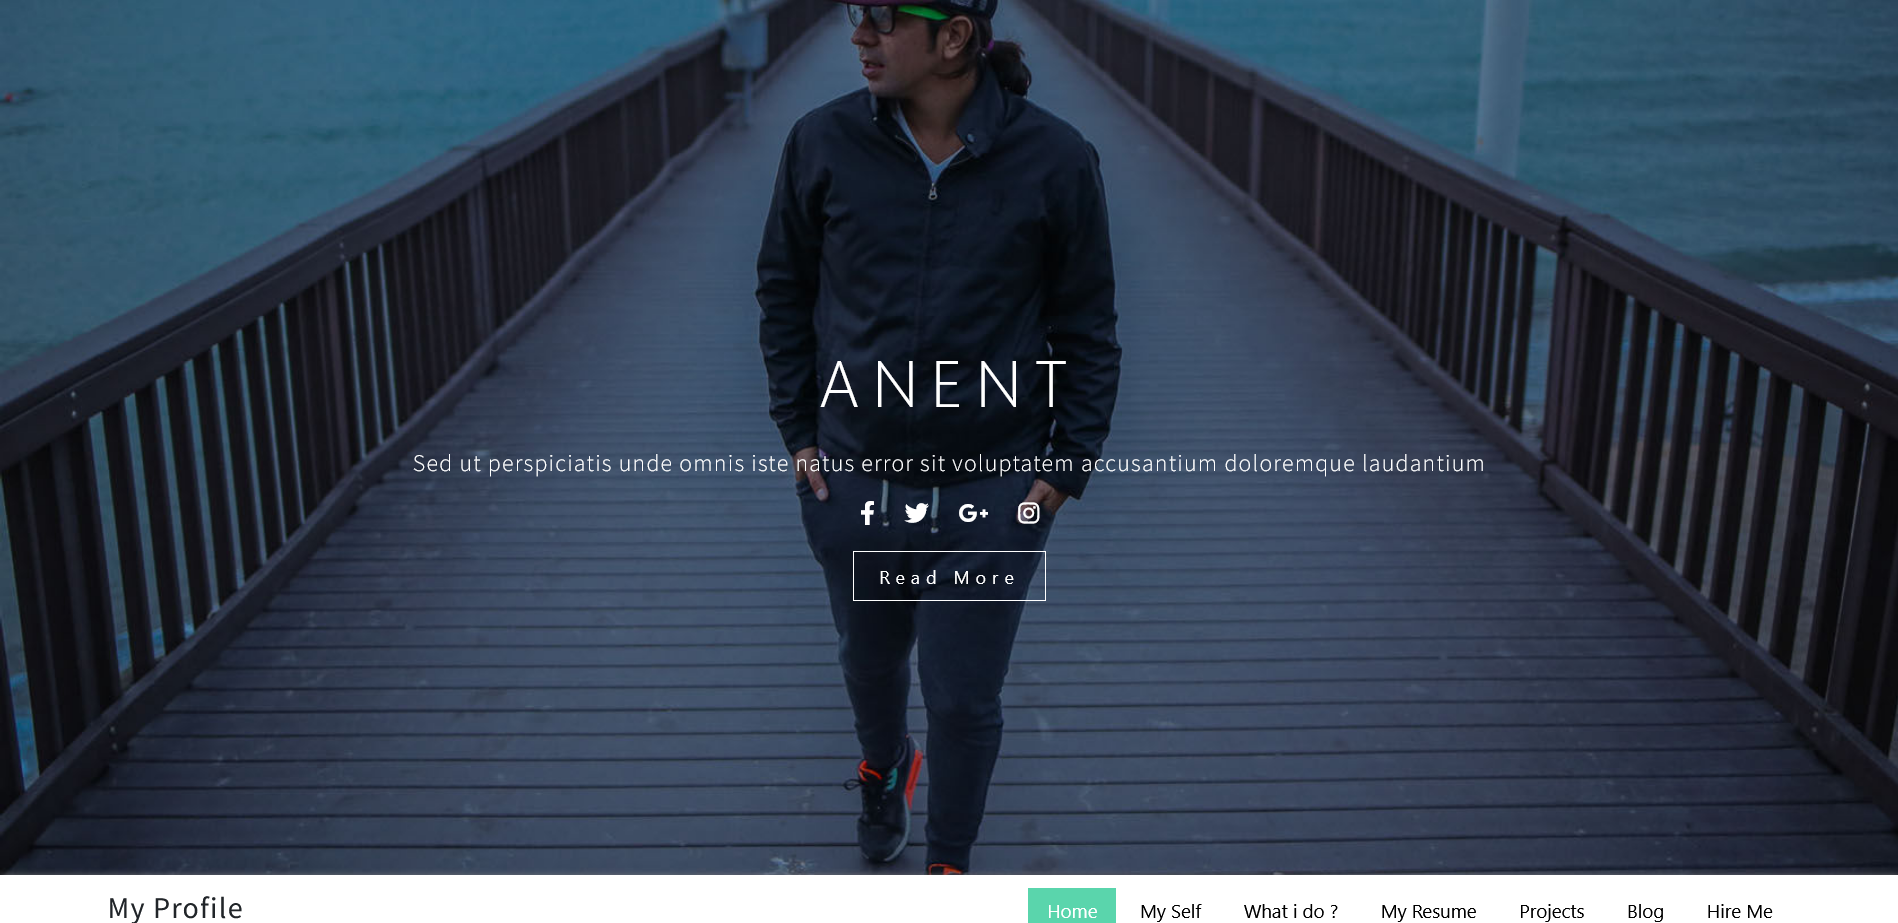 ANENT
Sed ut perspiciatis unde omnis iste natus error sit voluptatem accusantium doloremque laudantium
Read More
My Profile
Home My Self What i do ? My Resume Projects Blog Hire Me